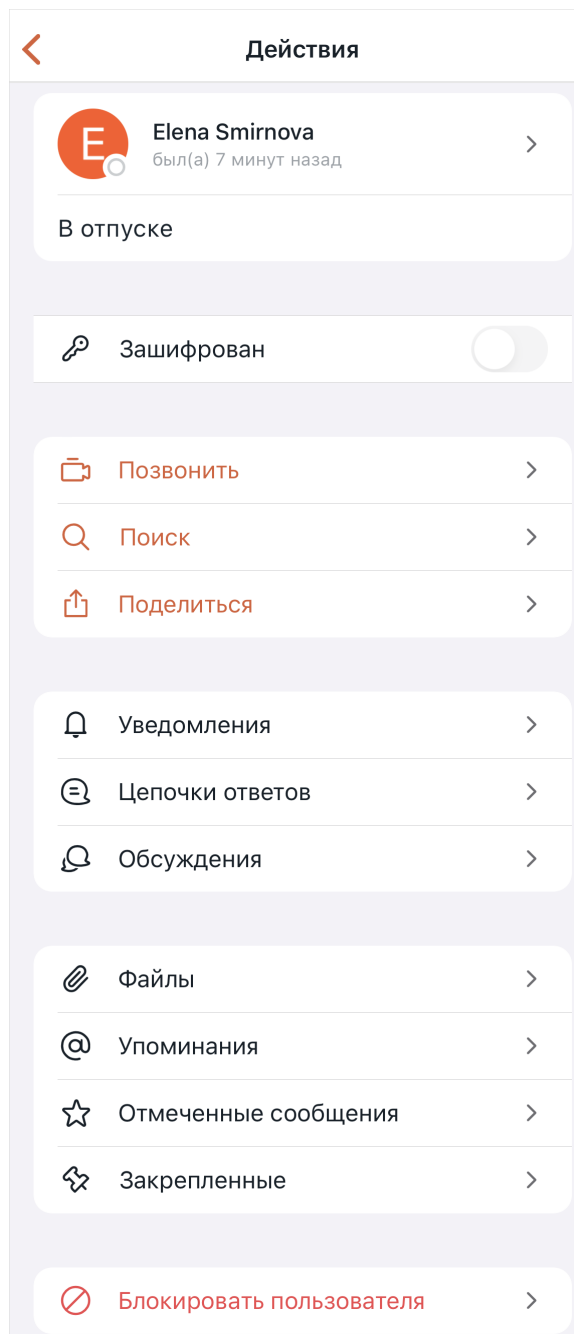 Действия
E
Elena Smirnova
был(а) 7 минут назад
В отпуске
Зашифрован
Позвонить
Поиск
Поделиться
Уведомления
Цепочки ответов
Обсуждения
Файлы
Упоминания
Отмеченные сообщения
Закрепленные
Блокировать пользователя